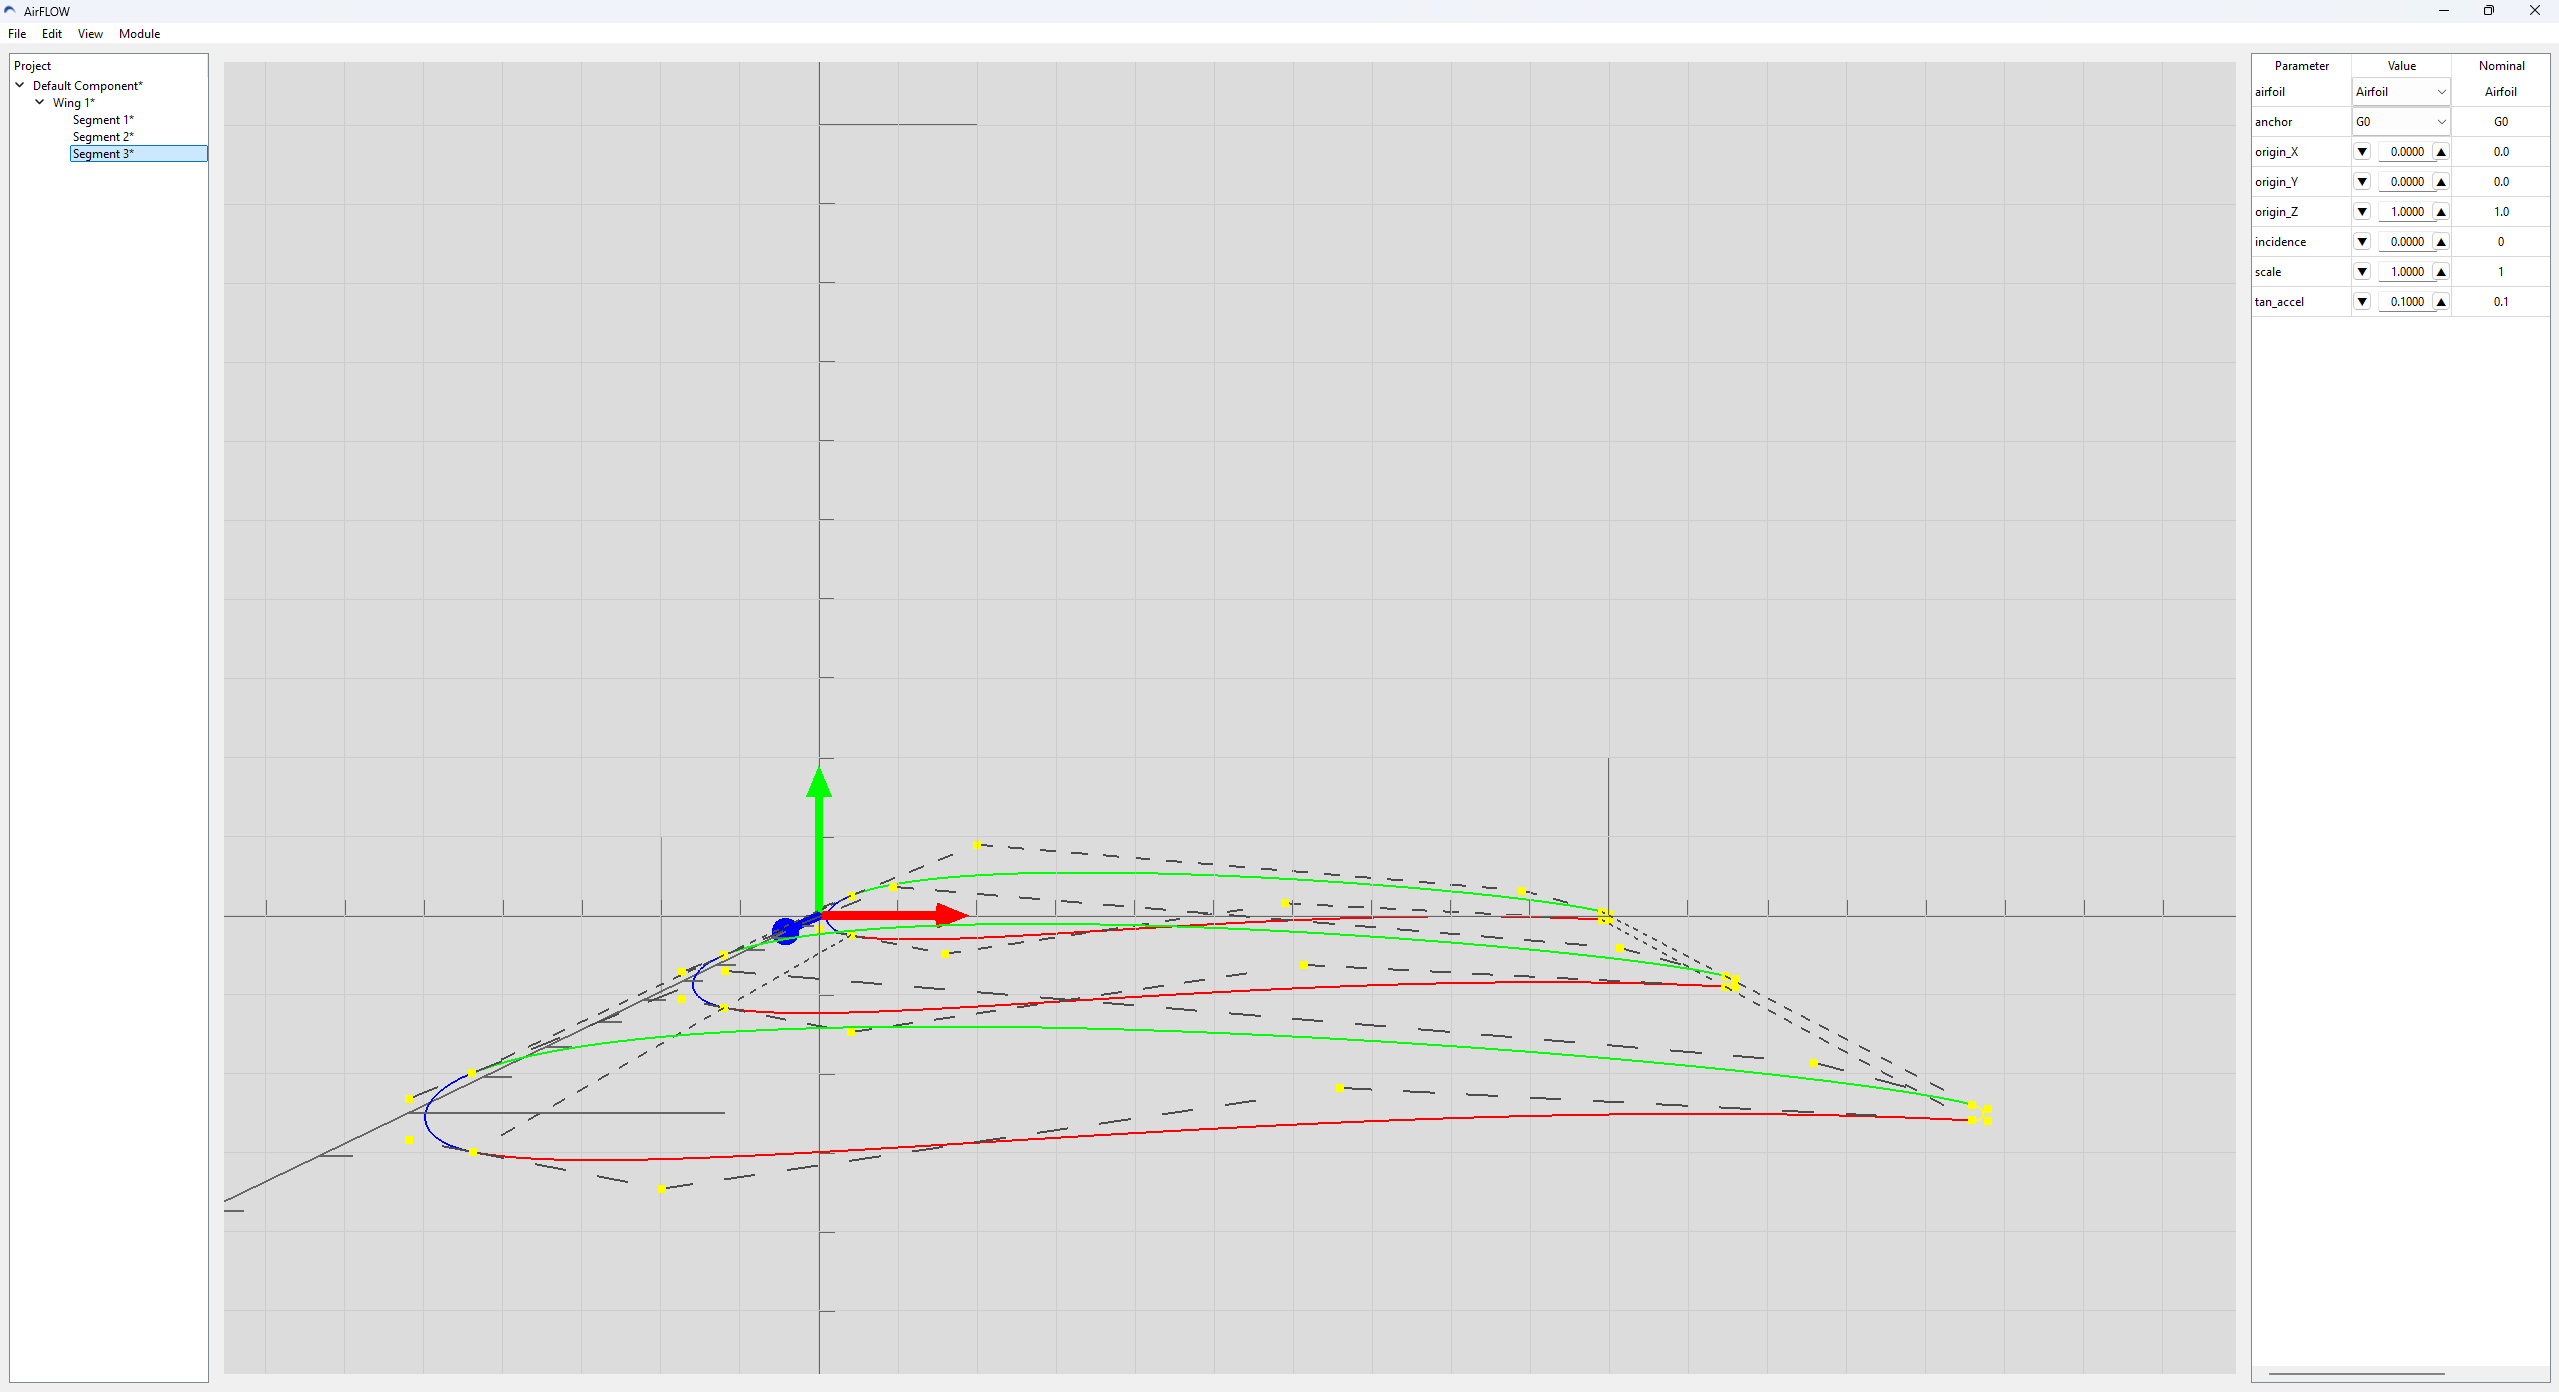 AirFLOW
File Edit View Module
Project
Default Component*
Wing 1*
Segment 1*
Segment 2*
Segment 3*
Parameter Value Nominal
airfoil Airfoil Airfoil
anchor G0 G0
origin_X 0.0000 0.0
origin_Y 0.0000 0.0
origin_Z 1.0000 1.0
incidence 0.0000 0
scale 1.0000 1
tan_accel 0.1000 0.1